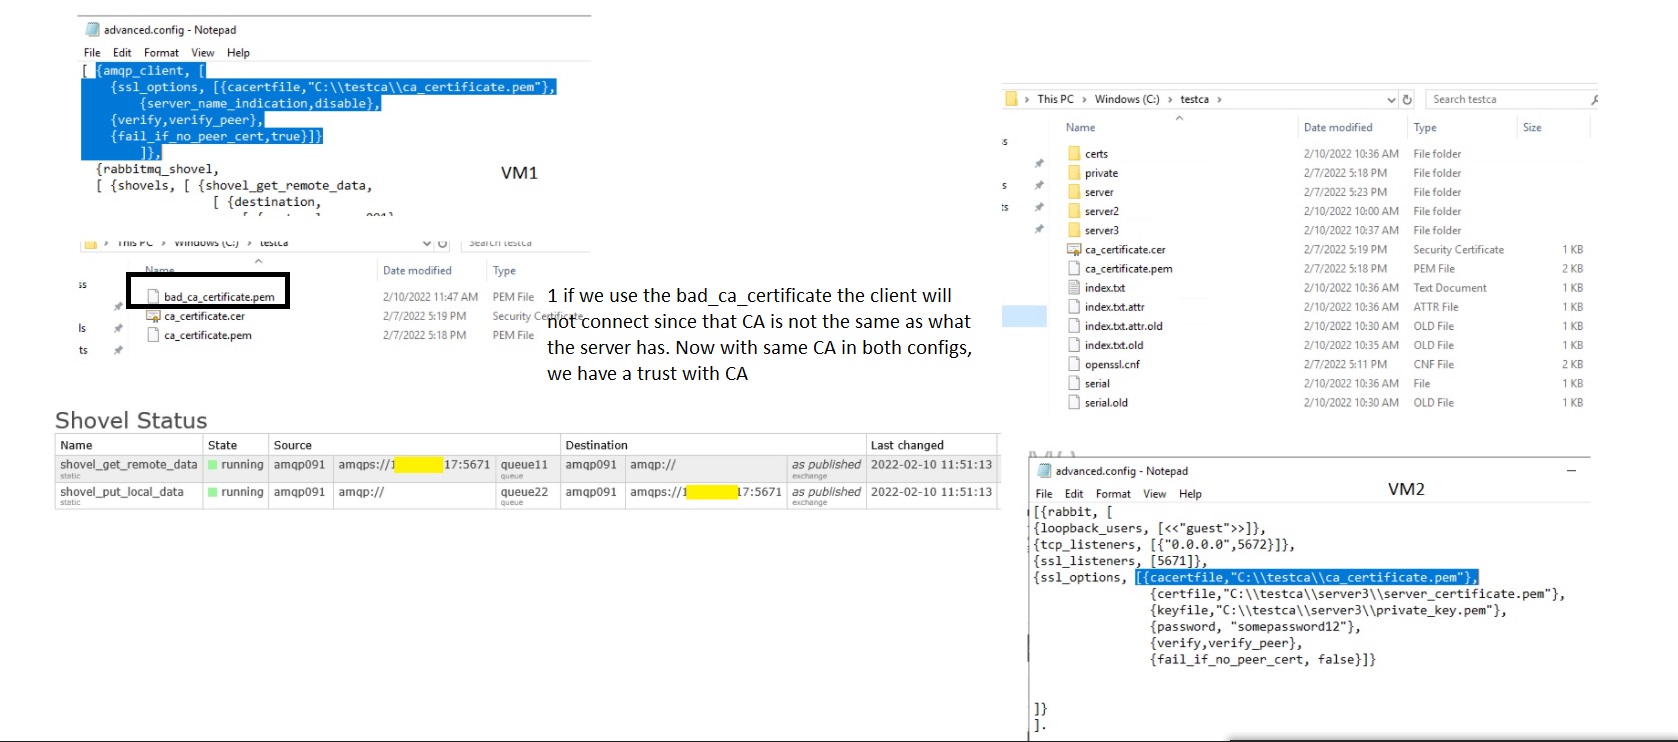 advanced.config - Notepad
File Edit Format View Help
[ {amqp_client, [
{ssl_options, [{cacertfile,"C:\\testca\\ca_certificate.pem"},
{server_name_indication,disable},
{verify,verify_peer},
{fail_if_no_peer_cert,true}]}
]},
{rabbitmq_shovel,
[ {shovels, [ {shovel_get_remote_data,
[ {destination,
VM1
This PC > Windows (C:) > testca
Search testca
Name Date modified Type
ss
bad_ca_certificate.pem 2/10/2022 11:47 AM PEM File
ca_certificate.cer 2/7/2022 5:19 PM Security Certificate
ls
ca_certificate.pem 2/7/2022 5:18 PM PEM File
ts
1 if we use the bad_ca_certificate the client will
not connect since that CA is not the same as what
the server has. Now with same CA in both configs,
we have a trust with CA
Shovel Status
Name State Source Destination Last changed
shovel_get_remote_data running amqp091 amqps://1 17:5671 queue11 amqp091 amqp:// as published 2022-02-10 11:51:13
static queue exchange
shovel_put_local_data running amqp091 amqp:// queue22 amqp091 amqps://1 17:5671 as published 2022-02-10 11:51:13
static queue exchange
> This PC > Windows (C:) > testca >
Search testca
Name Date modified Type Size
ss
certs 2/10/2022 10:36 AM File folder
private 2/7/2022 5:18 PM File folder
s
server 2/7/2022 5:23 PM File folder
ts
server2 2/10/2022 10:00 AM File folder
server3 2/10/2022 10:37 AM File folder
ca_certificate.cer 2/7/2022 5:19 PM Security Certificate 1 KB
ca_certificate.pem 2/7/2022 5:18 PM PEM File 2 KB
index.txt 2/10/2022 10:36 AM Text Document 1 KB
index.txt.attr 2/10/2022 10:36 AM ATTR File 1 KB
index.txt.attr.old 2/10/2022 10:30 AM OLD File 1 KB
index.txt.old 2/10/2022 10:35 AM OLD File 1 KB
openssl.cnf 2/7/2022 5:11 PM CNF File 2 KB
serial 2/10/2022 10:36 AM File 1 KB
serial.old 2/10/2022 10:30 AM OLD File 1 KB
advanced.config - Notepad
File Edit Format View Help
VM2
[{rabbit, [
{loopback_users, [<<"guest">>]},
{tcp_listeners, [{"0.0.0.0",5672}]},
{ssl_listeners, [5671]},
{ssl_options, [{cacertfile,"C:\\testca\\ca_certificate.pem"},
{certfile,"C:\\testca\\server3\\server_certificate.pem"},
{keyfile,"C:\\testca\\server3\\private_key.pem"},
{password, "somepassword12"},
{verify,verify_peer},
{fail_if_no_peer_cert, false}]}
]}
].